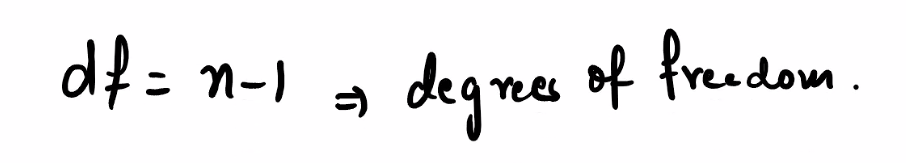 df = n-1 ⇒ degrees of freedom.